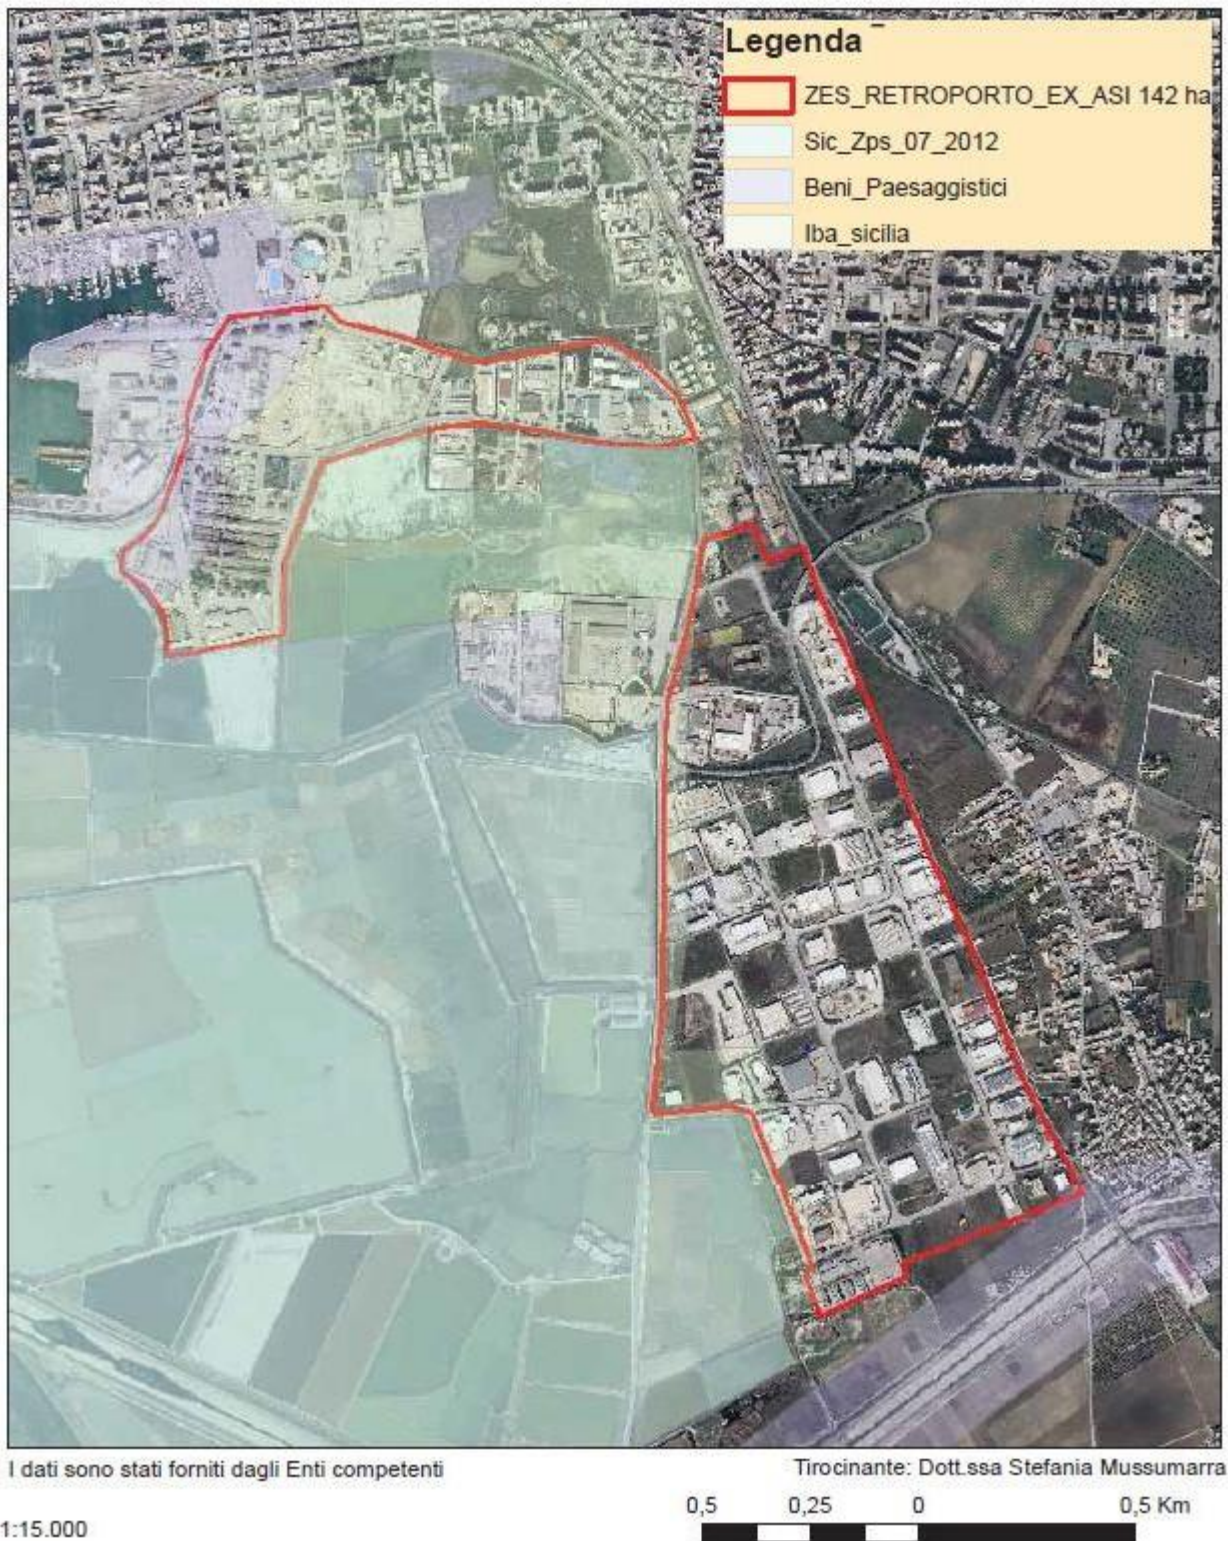 Legenda
ZES_RETROPORTO_EX_ASI 142 ha
Sic_Zps_07_2012
Beni_Paesaggistici
Iba_sicilia
I dati sono stati forniti dagli Enti competenti
Tirocinante: Dott.ssa Stefania Mussumarra
0,5 0,25 0 0,5 Km
1:15.000